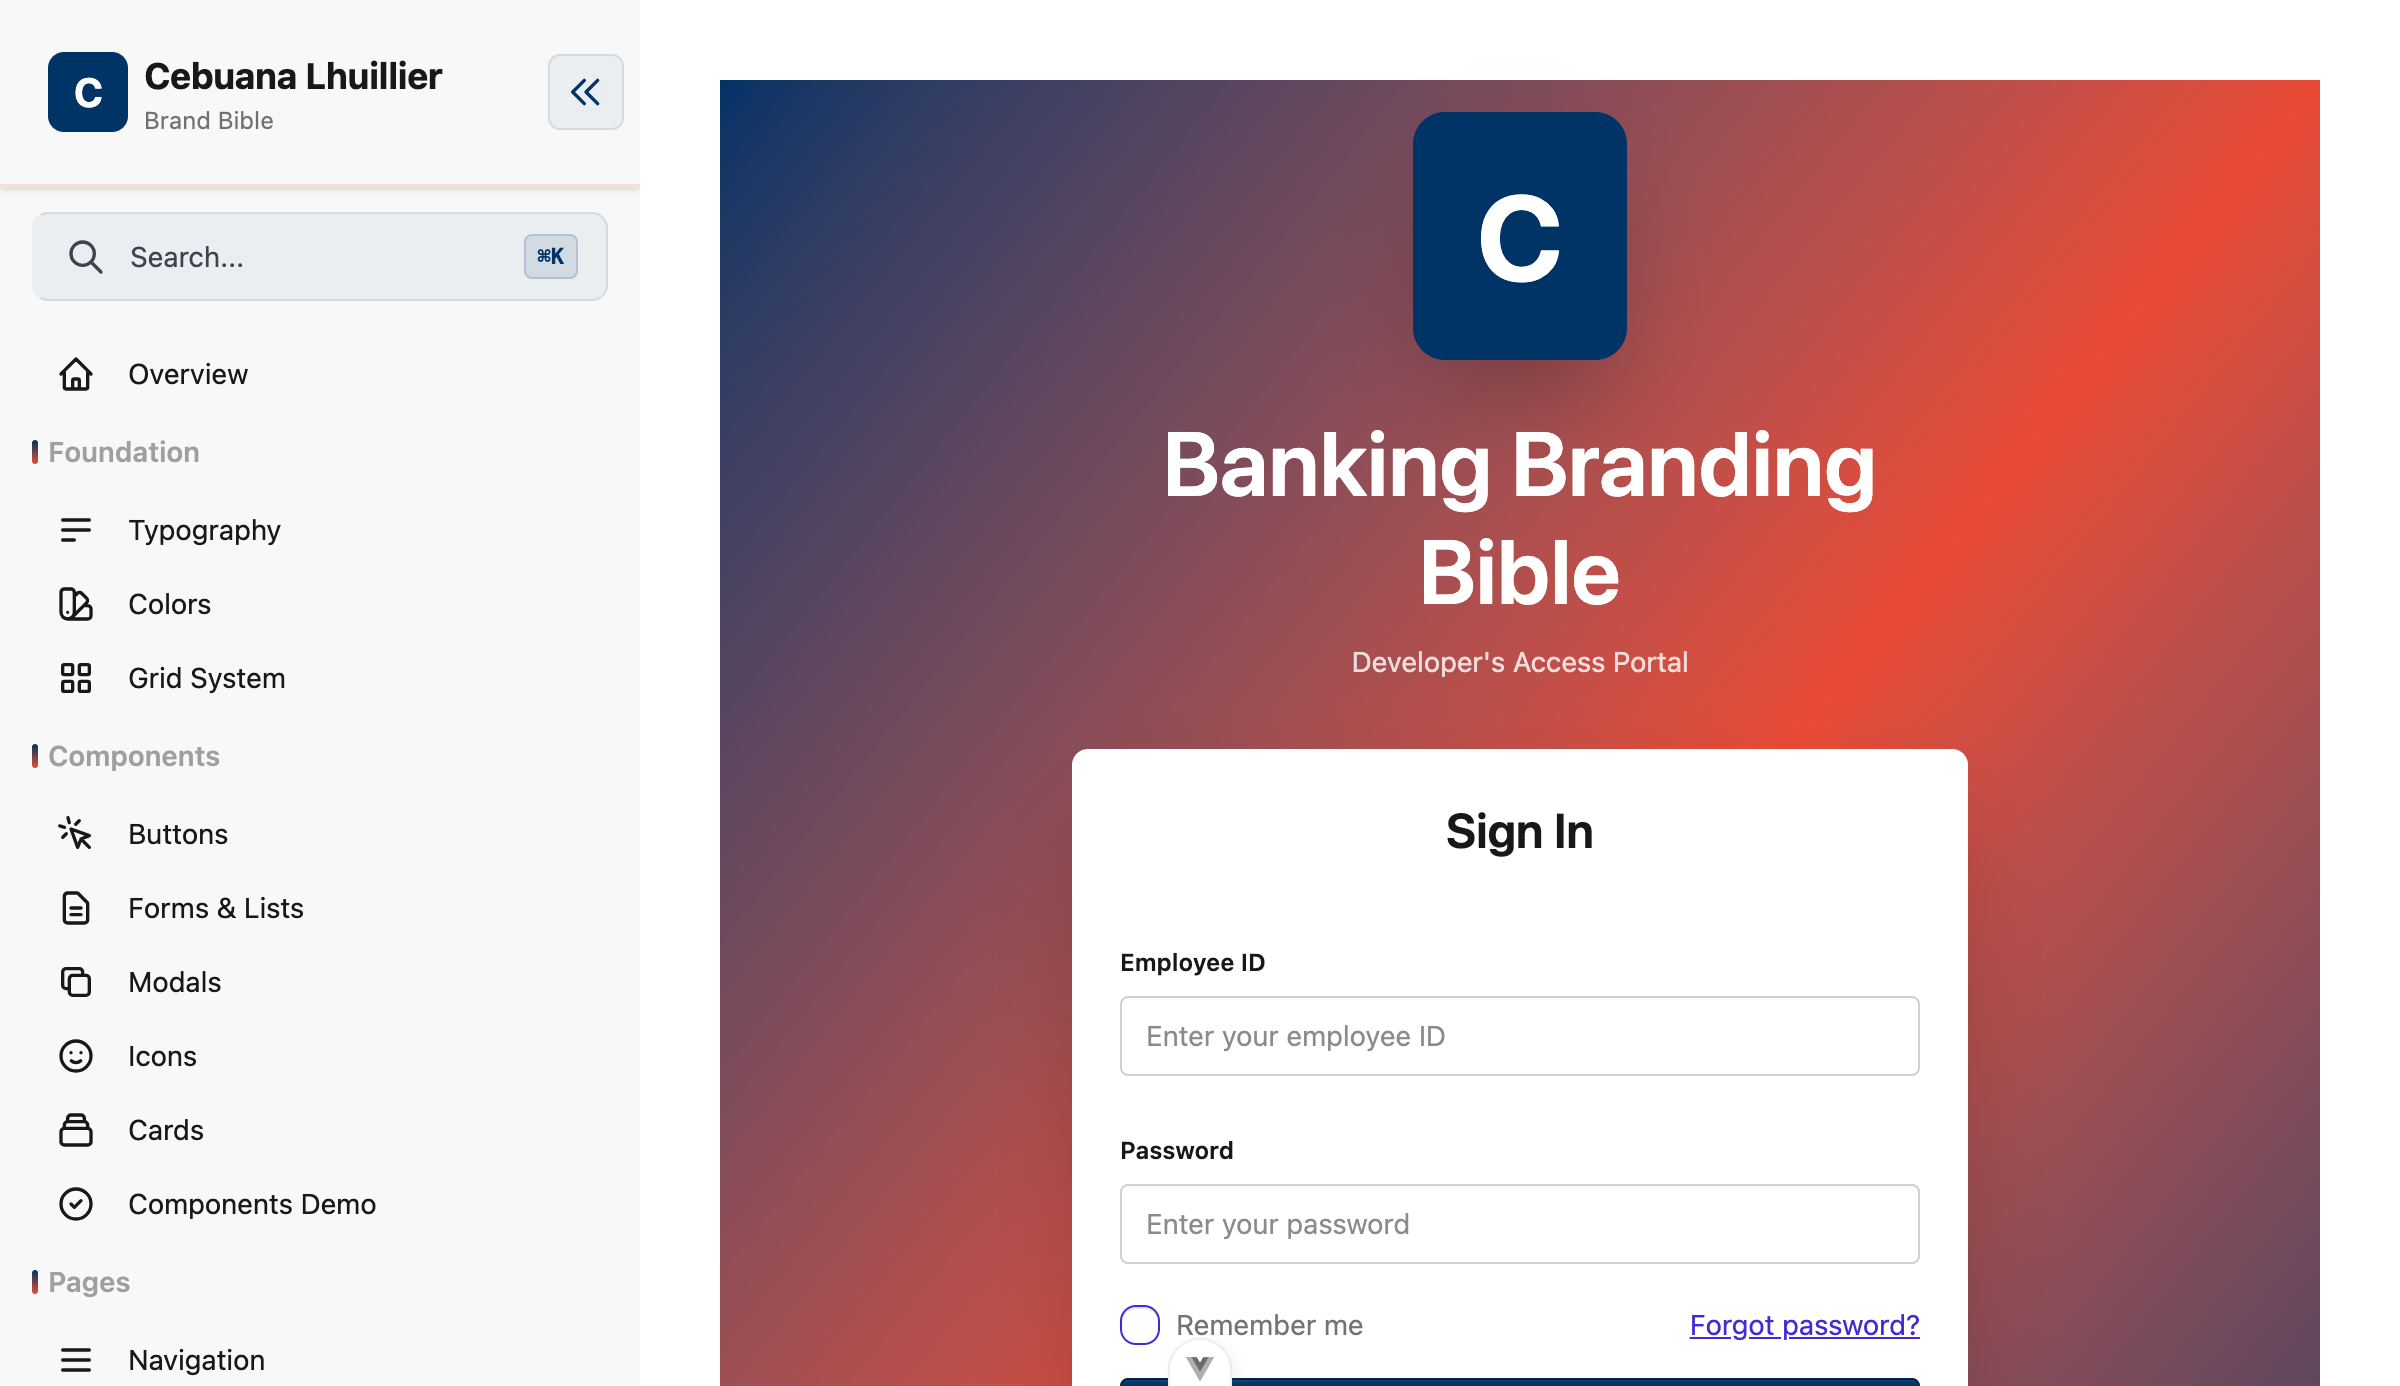 C
Cebuana Lhuillier
Brand Bible
Search...
⌘K
Overview
Foundation
Typography
Colors
Grid System
Components
Buttons
Forms & Lists
Modals
Icons
Cards
Components Demo
Pages
Navigation
C
Banking Branding
Bible
Developer's Access Portal
Sign In
Employee ID
Enter your employee ID
Password
Enter your password
Remember me
Forgot password?